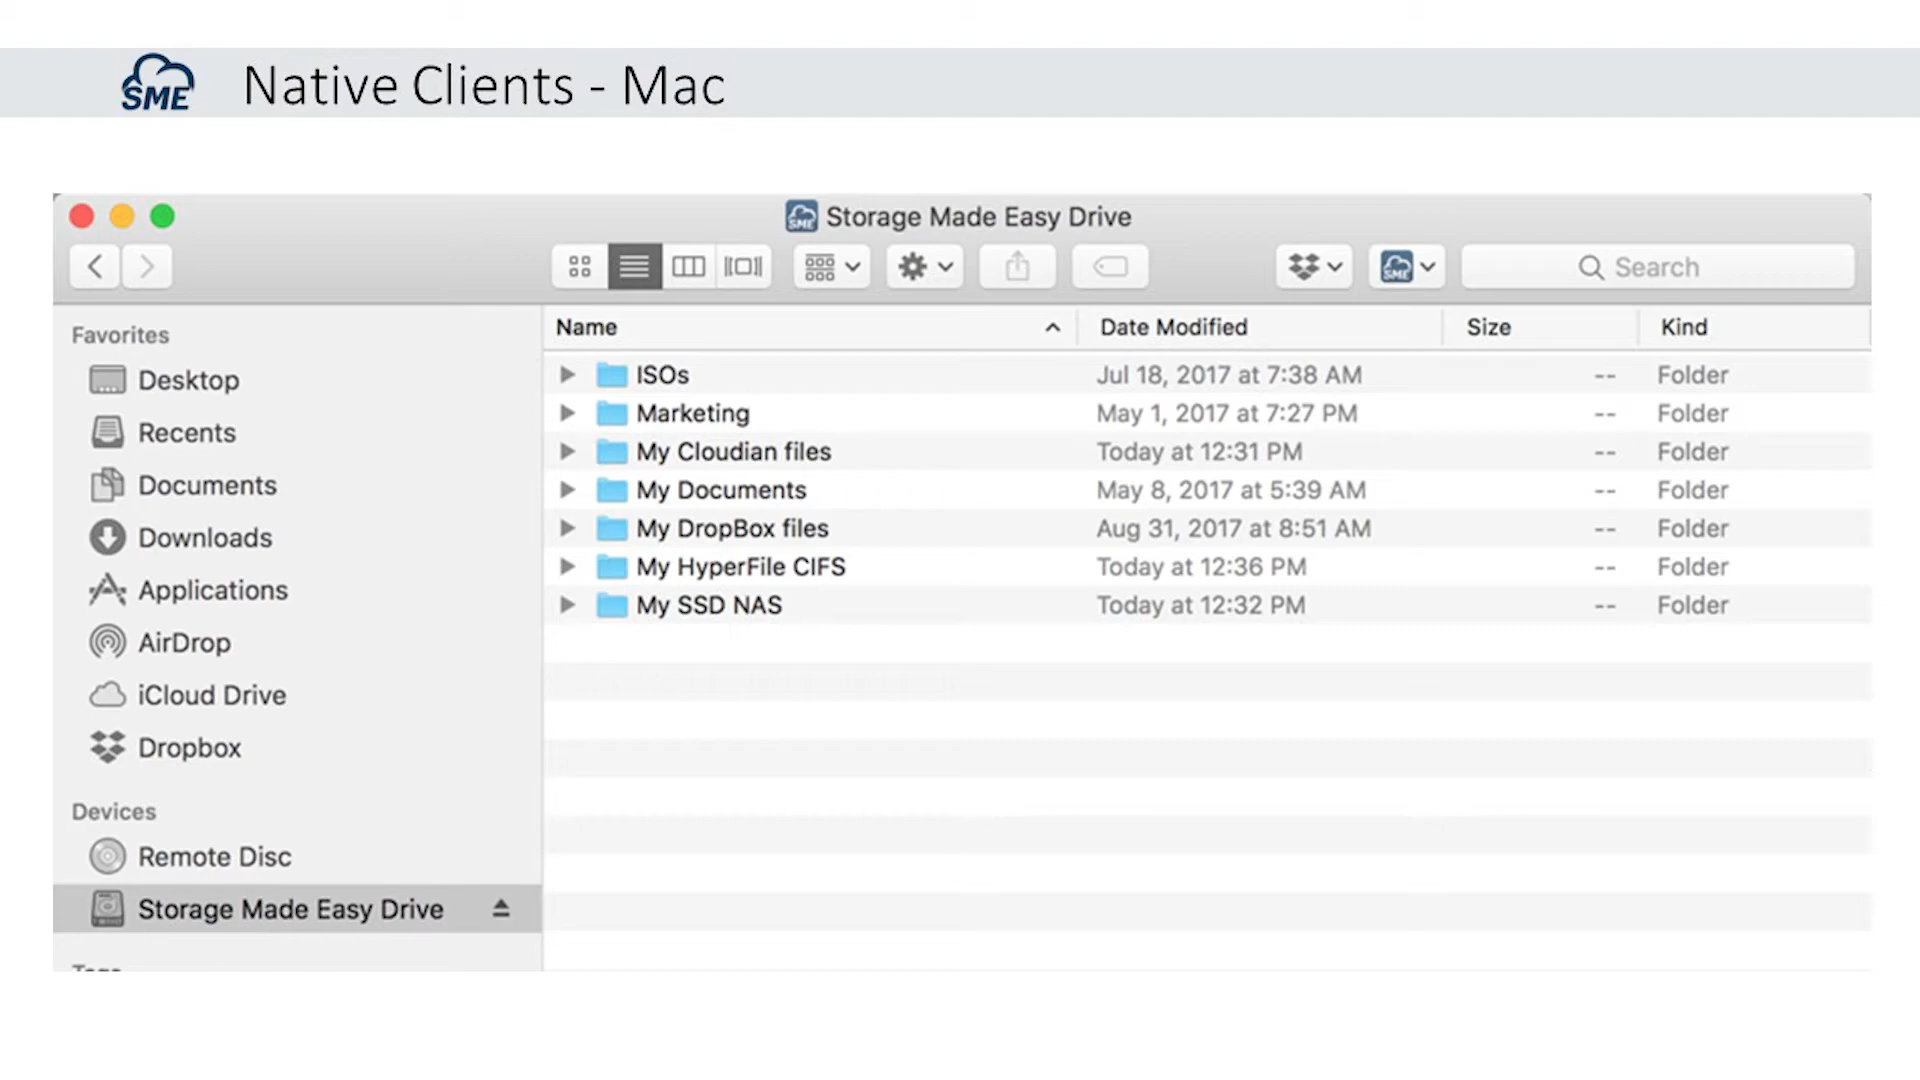 SME Native Clients - Mac
SME Storage Made Easy Drive
SME Search
Favorites
Desktop
Recents
Documents
Downloads
Applications
AirDrop
iCloud Drive
Dropbox
Devices
Remote Disc
Storage Made Easy Drive
Tags
Name Date Modified Size Kind
ISOs Jul 18, 2017 at 7:38 AM -- Folder
Marketing May 1, 2017 at 7:27 PM -- Folder
My Cloudian files Today at 12:31 PM -- Folder
My Documents May 8, 2017 at 5:39 AM -- Folder
My DropBox files Aug 31, 2017 at 8:51 AM -- Folder
My HyperFile CIFS Today at 12:36 PM -- Folder
My SSD NAS Today at 12:32 PM -- Folder